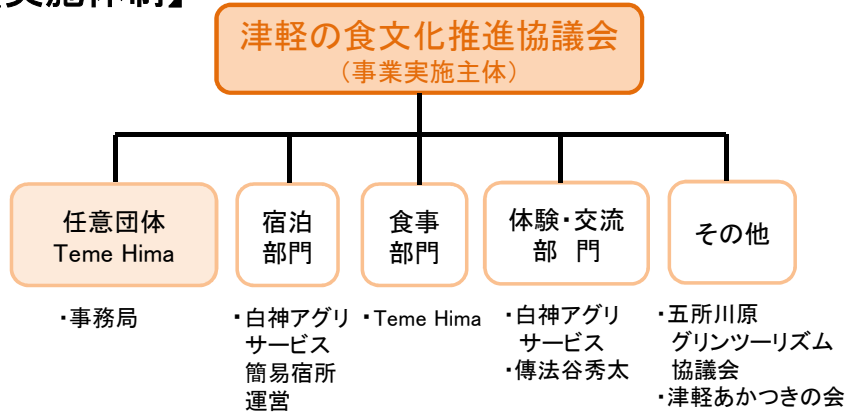 【実施体制】
津軽の食文化推進協議会
（事業実施主体）
任意団体
Teme Hima
宿泊
部門
食事
部門
体験・交流
部　門
その他
・事務局
・白神アグリ
サービス
簡易宿所
運営
・Teme Hima
・白神アグリ
サービス
・傳法谷秀太
・五所川原
グリンツーリズム
協議会
・津軽あかつきの会